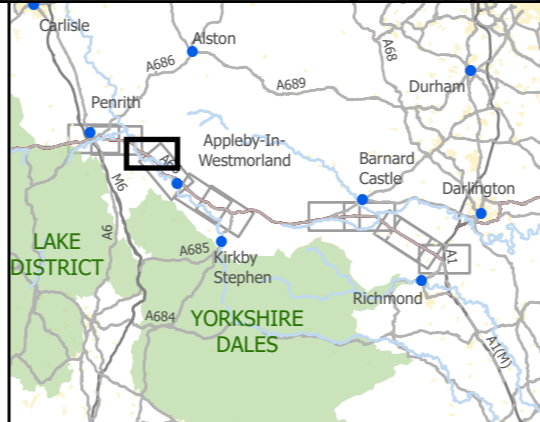 Carlisle
Alston
A68
A686
A689
Durham
Penrith
Appleby-In-
Westmorland
A66
Barnard
Castle
Darlington
M6
A6
LAKE
DISTRICT
A685
Kirkby
Stephen
A1
Richmond
A684
YORKSHIRE
DALES
A1(M)